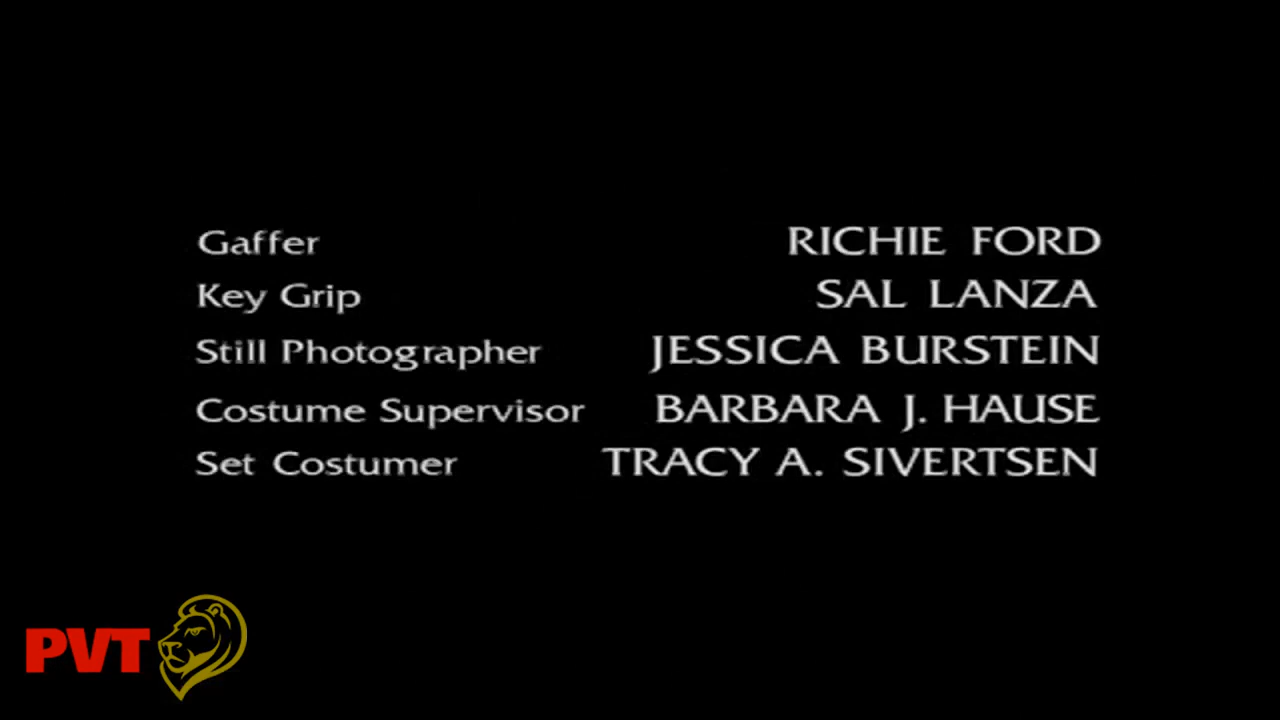 Gaffer RICHIE FORD
Key Grip SAL LANZA
Still Photographer JESSICA BURSTEIN
Costume Supervisor BARBARA J. HAUSE
Set Costumer TRACY A. SIVERTSEN
PVT